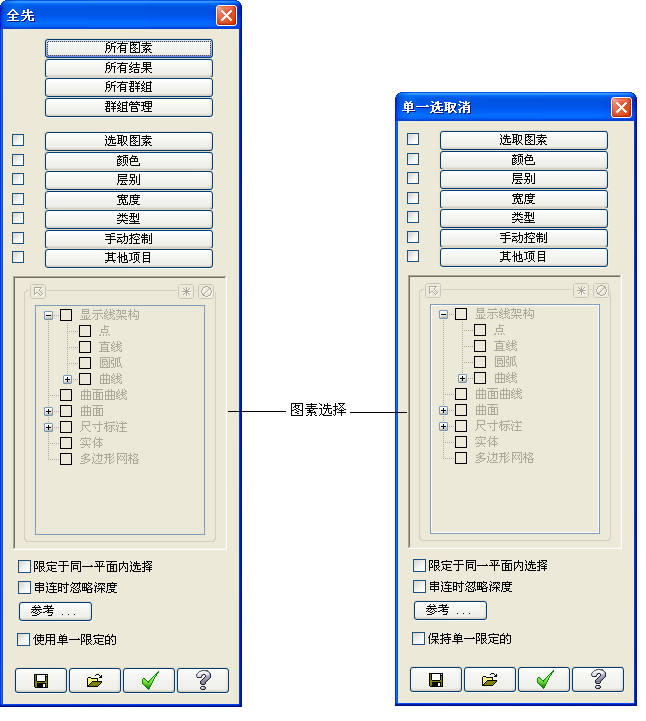 全先
所有图素
所有结果
所有群组
群组管理
选取图素
颜色
层别
宽度
类型
手动控制
其他项目
显示线架构
点
直线
圆弧
曲线
曲面曲线
曲面
尺寸标注
实体
多边形网格
限定于同一平面内选择
串连时忽略深度
参考 ...
使用单一限定的
图素选择
单一选取消
选取图素
颜色
层别
宽度
类型
手动控制
其他项目
显示线架构
点
直线
圆弧
曲线
曲面曲线
曲面
尺寸标注
实体
多边形网格
限定于同一平面内选择
串连时忽略深度
参考 ...
保持单一限定的